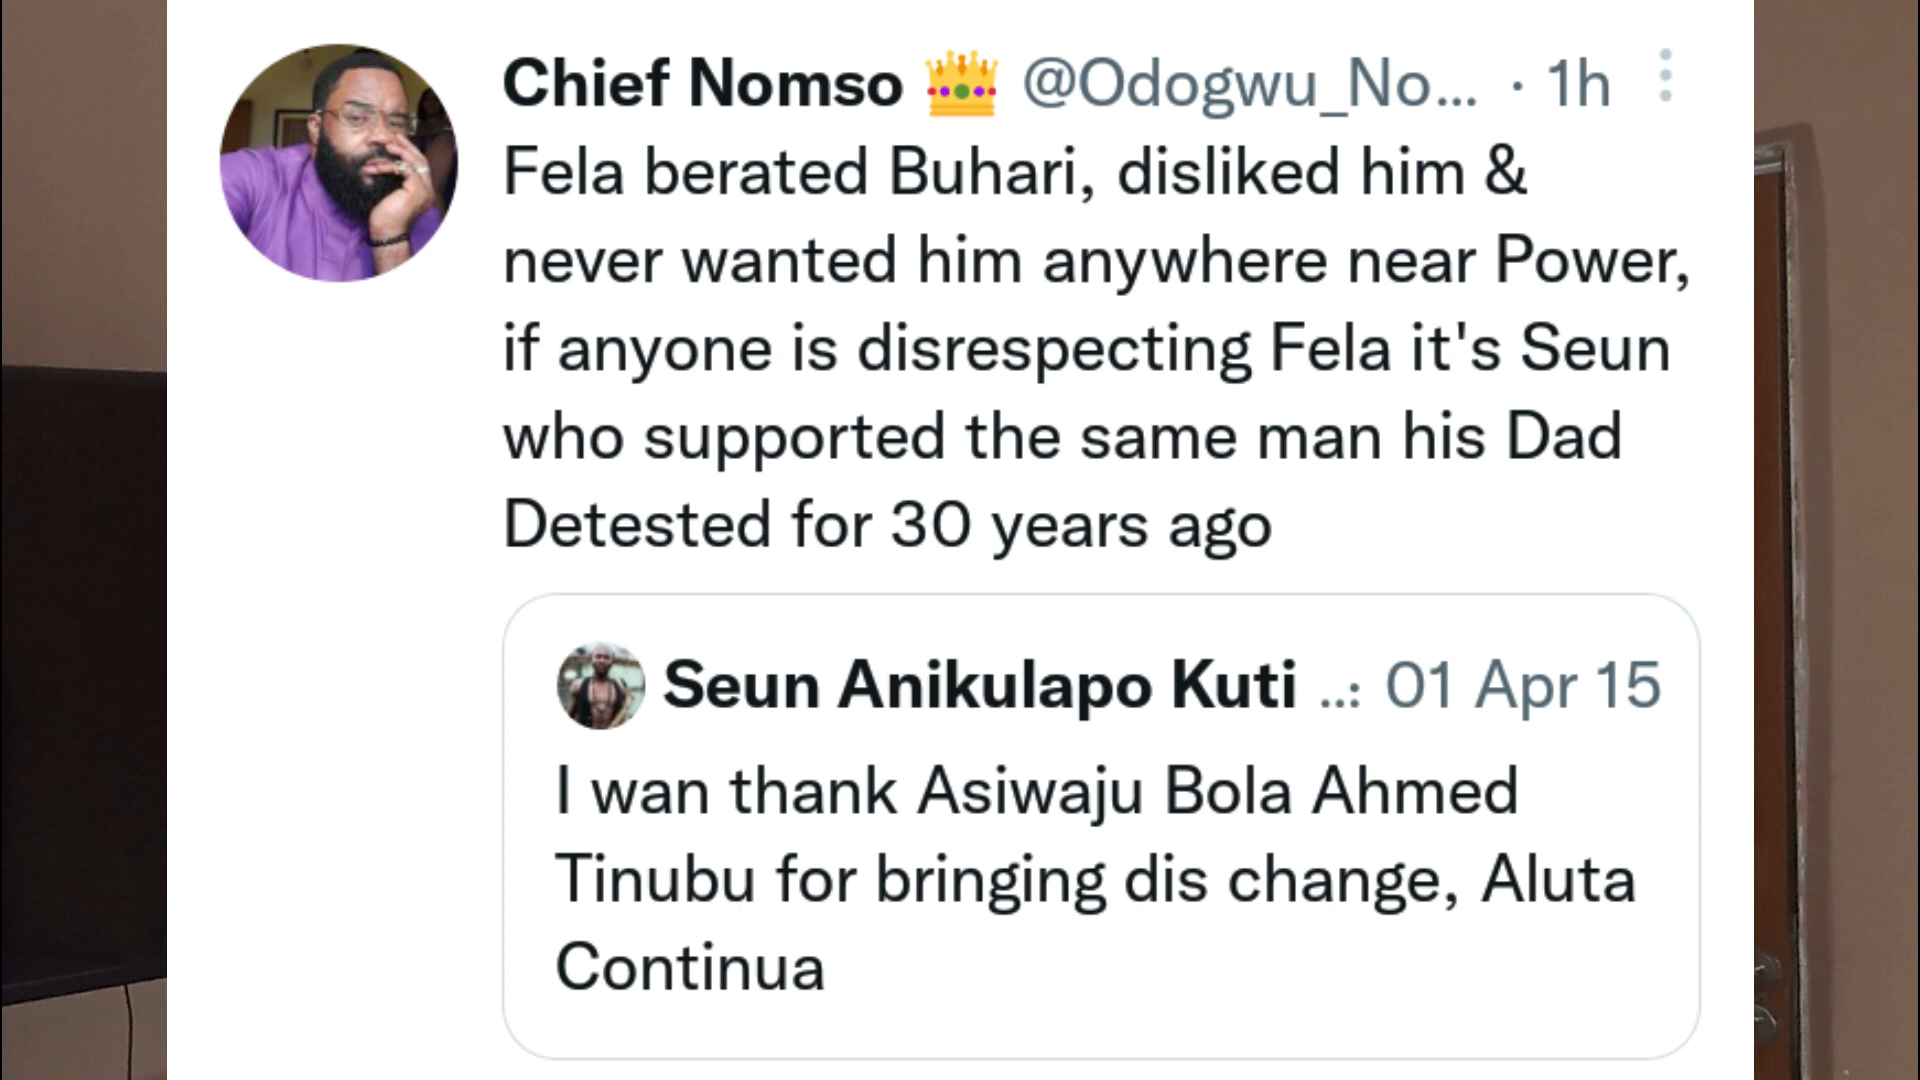 Chief Nomso 👑 @Odogwu_No... · 1h
Fela berated Buhari, disliked him &
never wanted him anywhere near Power,
if anyone is disrespecting Fela it's Seun
who supported the same man his Dad
Detested for 30 years ago
Seun Anikulapo Kuti ..: 01 Apr 15
I wan thank Asiwaju Bola Ahmed
Tinubu for bringing dis change, Aluta
Continua